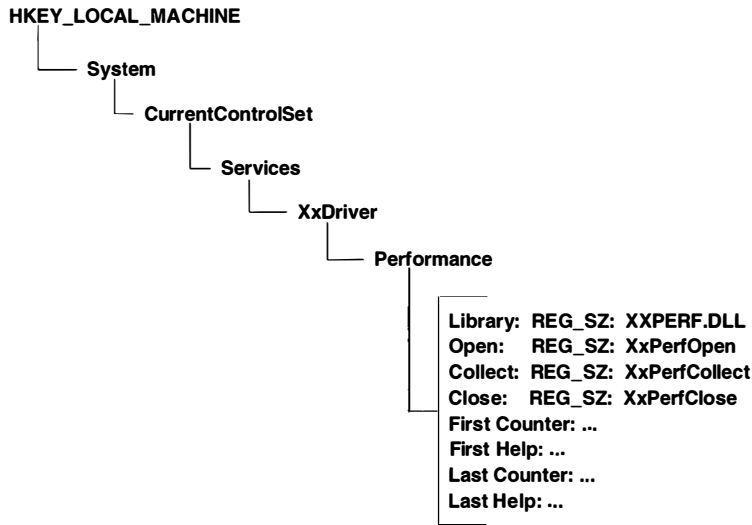 HKEY_LOCAL_MACHINE
System
CurrentControlSet
Services
XxDriver
Performance
Library: REG_SZ: XXPERF.DLL
Open: REG_SZ: XxPerfOpen
Collect: REG_SZ: XxPerfCollect
Close: REG_SZ: XxPerfClose
First Counter: ...
First Help: ...
Last Counter: ...
Last Help: ...